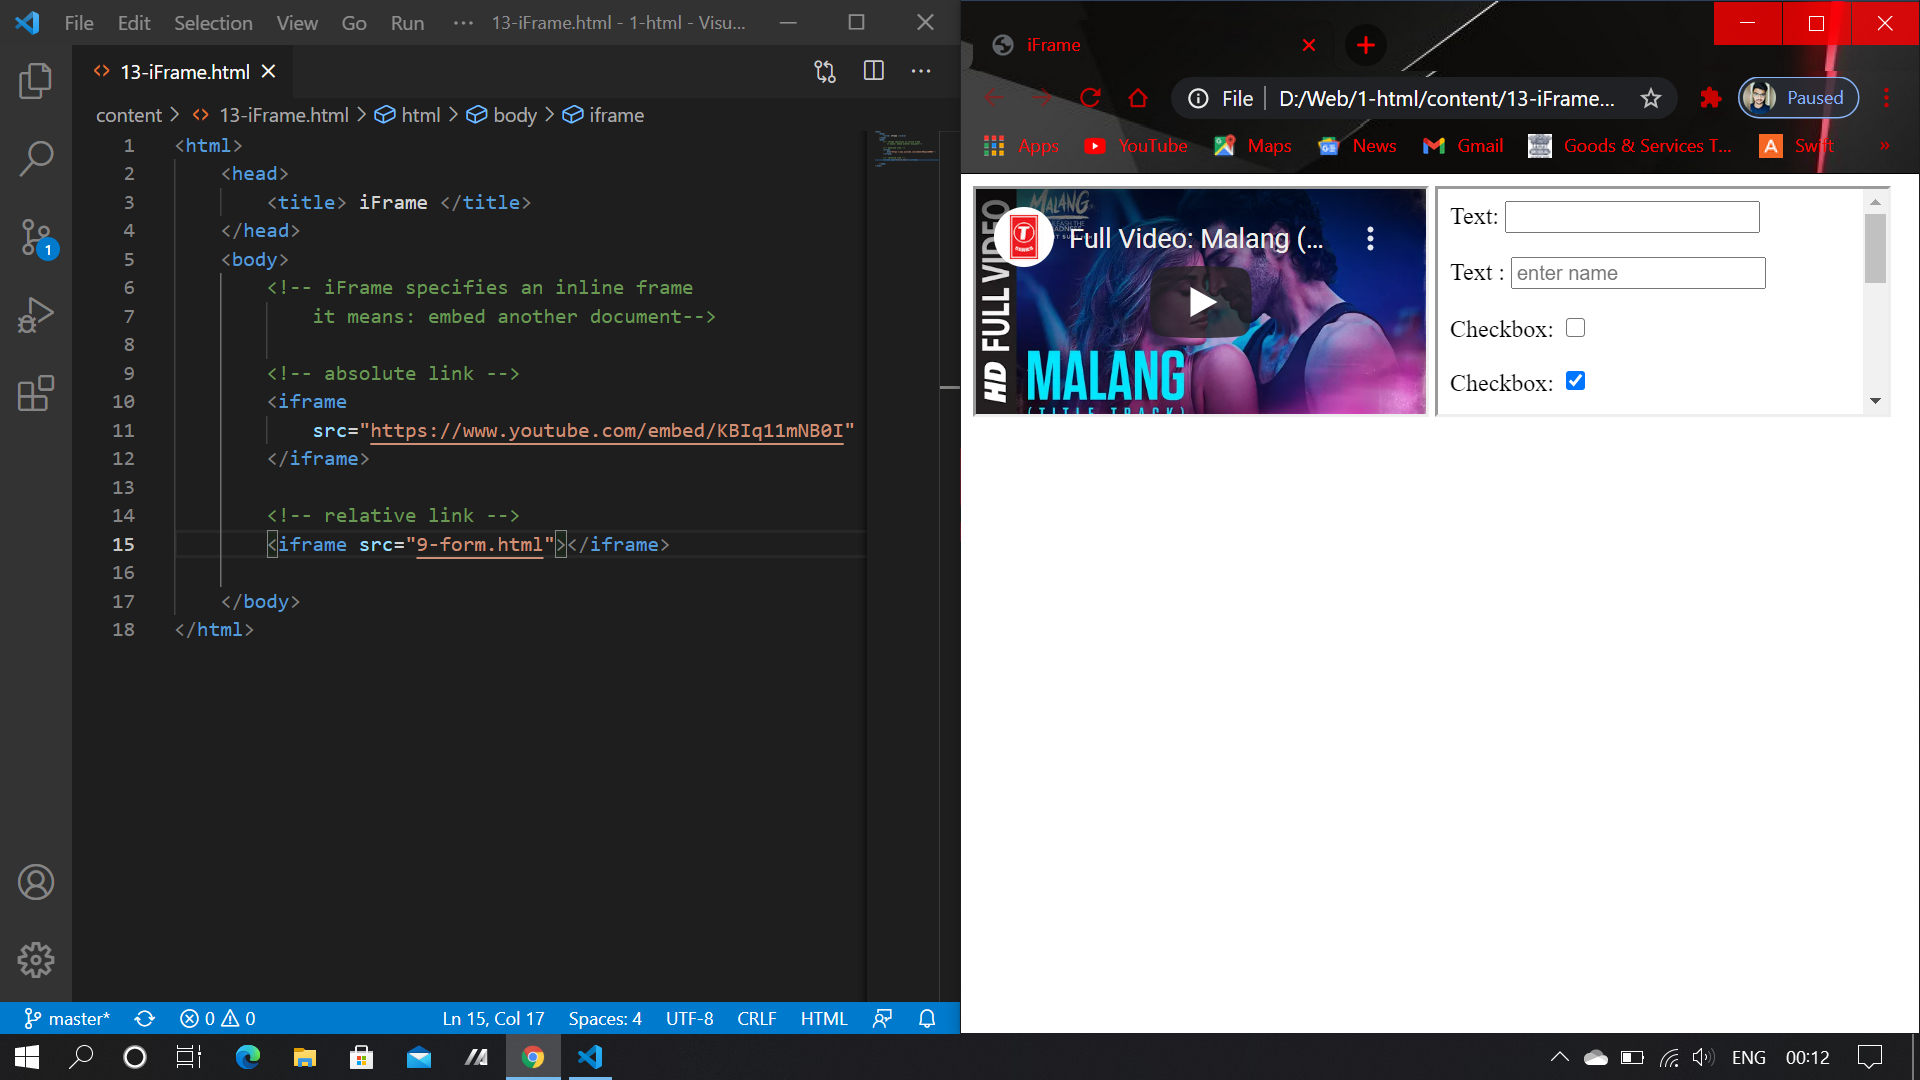 File Edit Selection View Go Run ··· 13-iFrame.html - 1-html - Visu...
13-iFrame.html
content > 13-iFrame.html > html > body > iframe
1 <html>
2 <head>
3 <title> iFrame </title>
4 </head>
5 <body>
6 <!-- iFrame specifies an inline frame
7 it means: embed another document-->
8
9 <!-- absolute link -->
10 <iframe
11 src="https://www.youtube.com/embed/KBIq11mNB0I"
12 </iframe>
13
14 <!-- relative link -->
15 <iframe src="9-form.html"></iframe>
16
17 </body>
18 </html>
1
master* 0 0 Ln 15, Col 17 Spaces: 4 UTF-8 CRLF HTML
iFrame
File D:/Web/1-html/content/13-iFrame... Paused
Apps YouTube Maps News Gmail Goods & Services T... A Swift »
HD FULL VIDEO
MALANG
T
Full Video: Malang (...
MALANG
(TITLE TRACK)
Text:
Text : enter name
Checkbox:
Checkbox:
ENG 00:12